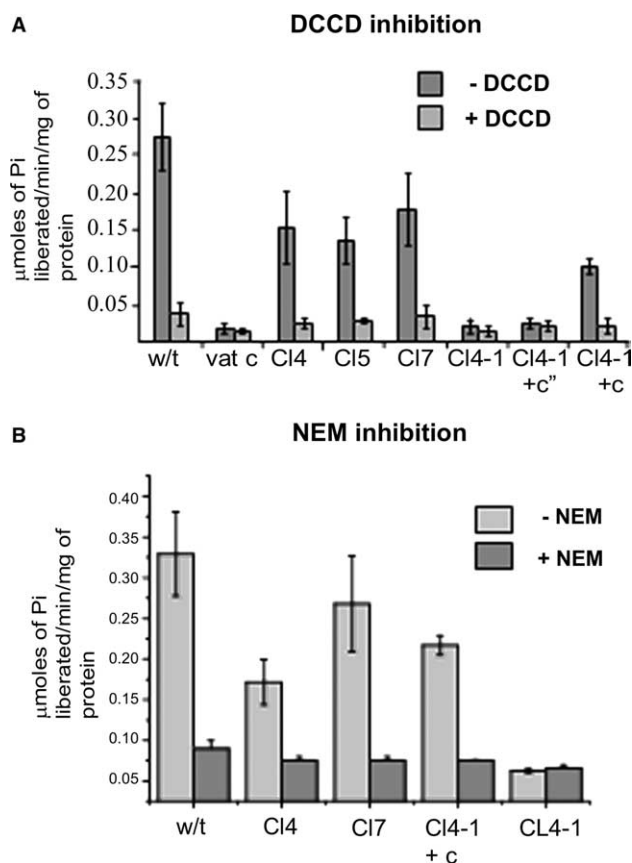 A
DCCD inhibition
μmoles of Pi
liberated/min/mg of
protein
0.35
0.30
0.25
0.20
0.15
0.10
0.05
- DCCD
+ DCCD
w/t vat c Cl4 Cl5 Cl7 Cl4-1 Cl4-1 Cl4-1
+c” +c
B
NEM inhibition
μmoles of Pi
liberated/min/mg of
protein
0.40
0.35
0.30
0.25
0.20
0.15
0.10
0.05
- NEM
+ NEM
w/t Cl4 Cl7 Cl4-1 CL4-1
+ c